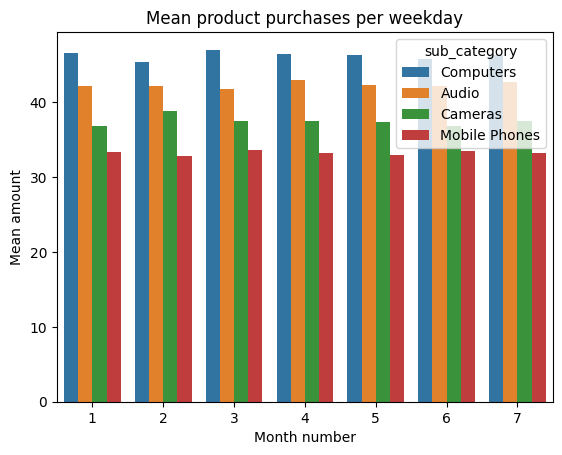 Mean product purchases per weekday
sub_category
Computers
Audio
Cameras
Mobile Phones
Mean amount
40
30
20
10
0
1 2 3 4 5 6 7
Month number